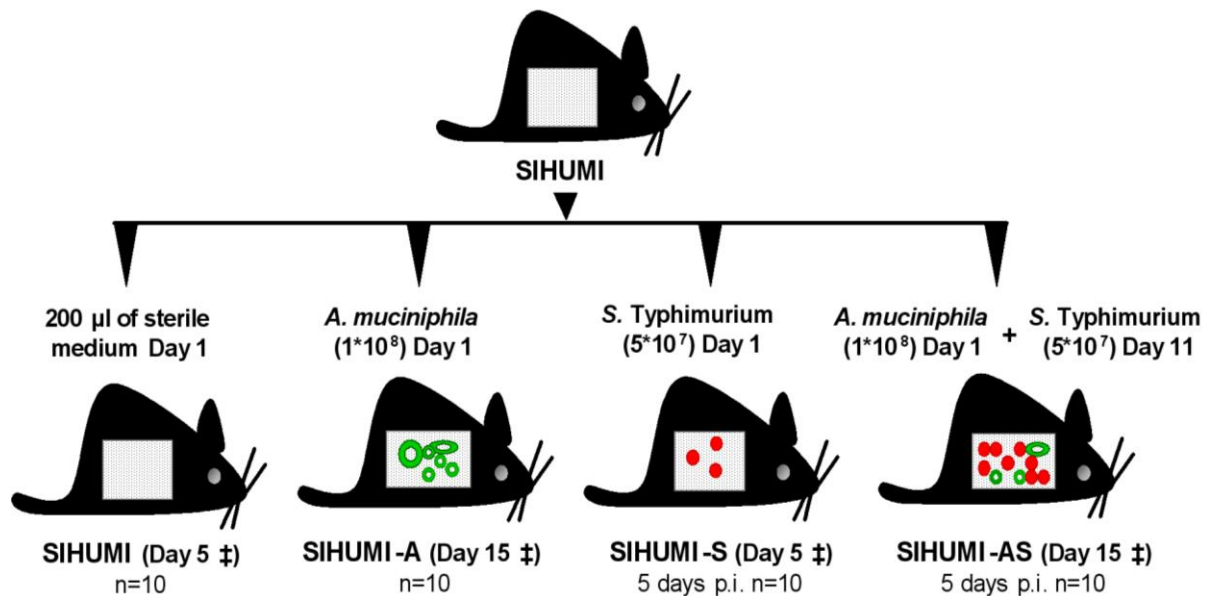 SIHUMI
200 µl of sterile
medium Day 1
A. muciniphila
(1*10⁸) Day 1
S. Typhimurium
(5*10⁷) Day 1
A. muciniphila
(1*10⁸) Day 1
+
S. Typhimurium
(5*10⁷) Day 11
SIHUMI (Day 5 ‡)
n=10
SIHUMI-A (Day 15 ‡)
n=10
SIHUMI-S (Day 5 ‡)
5 days p.i. n=10
SIHUMI-AS (Day 15 ‡)
5 days p.i. n=10